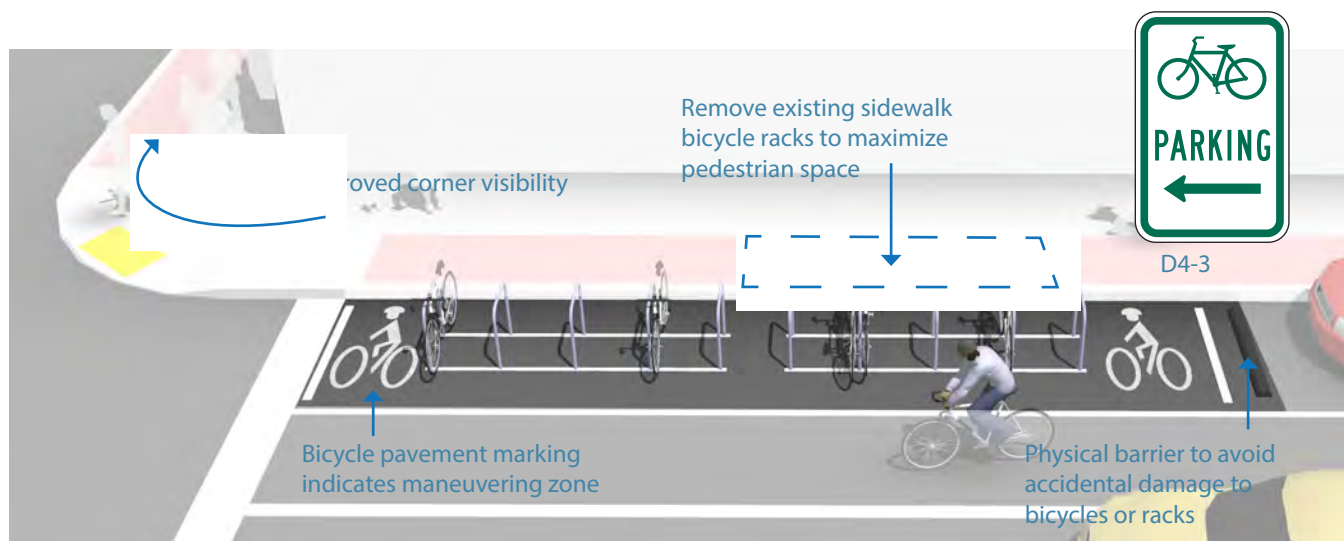 PARKING
Remove existing sidewalk
bicycle racks to maximize
pedestrian space
corner visibility
D4-3
Bicycle pavement marking
indicates maneuvering zone
Physical barrier to avoid
accidental damage to
bicycles or racks